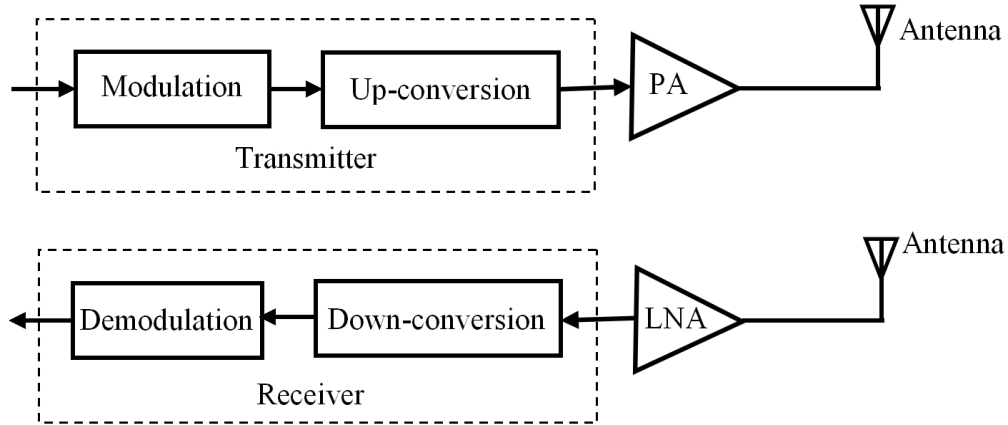 Antenna
Modulation
Up-conversion
PA
Transmitter
Antenna
Demodulation
Down-conversion
LNA
Receiver